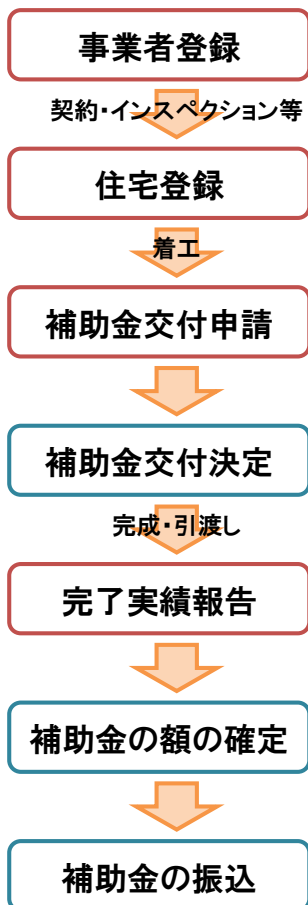 事業者登録
契約・インスペクション等
住宅登録
着工
補助金交付申請
補助金交付決定
完成・引渡し
完了実績報告
補助金の額の確定
補助金の振込